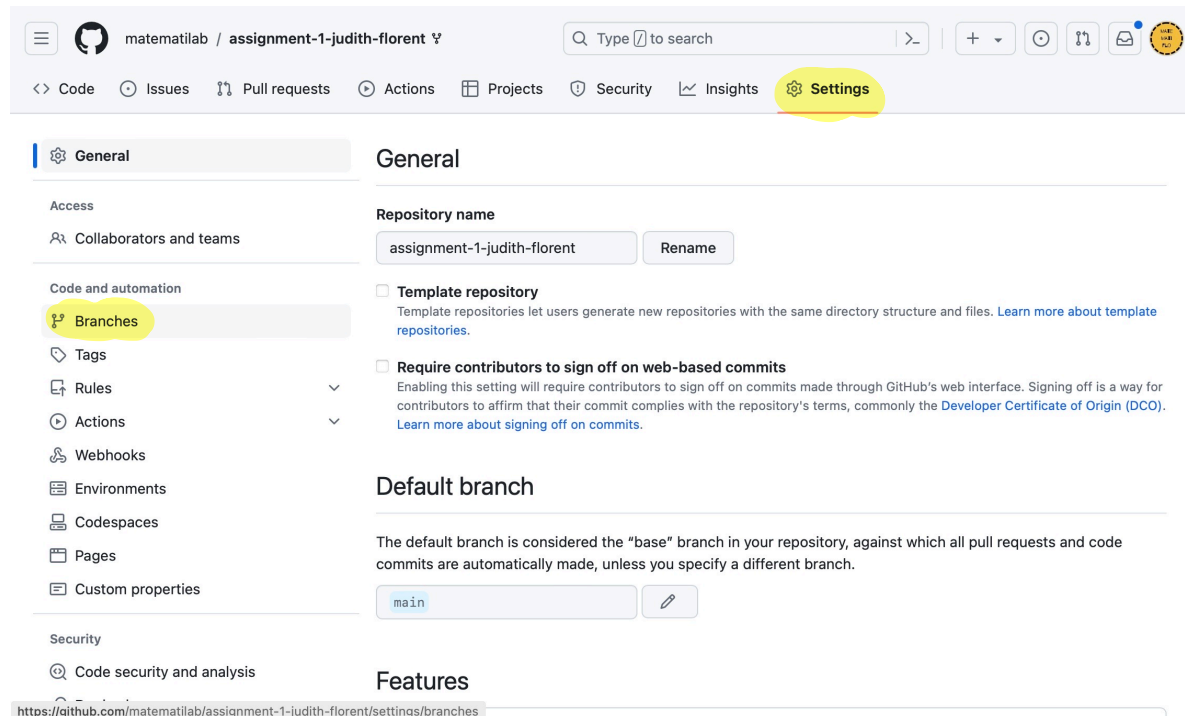 matematilab / assignment-1-judith-florent
Type / to search
Code
Issues
Pull requests
Actions
Projects
Security
Insights
Settings
General
Access
Collaborators and teams
Code and automation
Branches
Tags
Rules
Actions
Webhooks
Environments
Codespaces
Pages
Custom properties
Security
Code security and analysis
https://github.com/matematilab/assignment-1-judith-florent/settings/branches
General
Repository name
assignment-1-judith-florent
Rename
Template repository
Template repositories let users generate new repositories with the same directory structure and files. Learn more about template
repositories.
Require contributors to sign off on web-based commits
Enabling this setting will require contributors to sign off on commits made through GitHub's web interface. Signing off is a way for
contributors to affirm that their commit complies with the repository's terms, commonly the Developer Certificate of Origin (DCO).
Learn more about signing off on commits.
Default branch
The default branch is considered the “base” branch in your repository, against which all pull requests and code
commits are automatically made, unless you specify a different branch.
main
Features